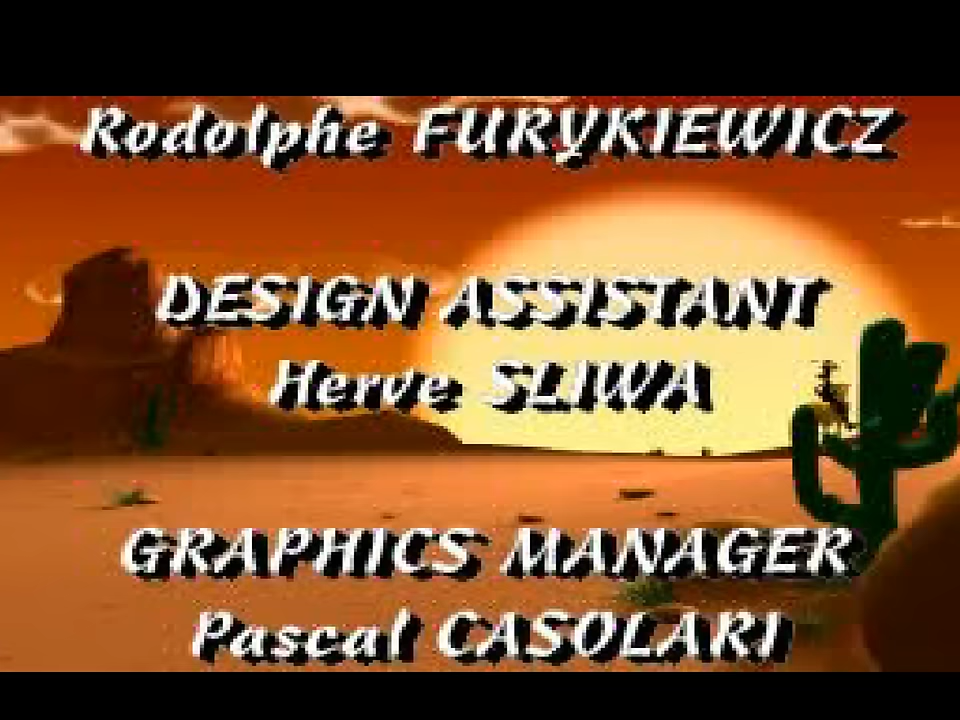 Rodolphe FURYKIEWICZ
DESIGN ASSISTANT
Herve SLIWA
GRAPHICS MANAGER
Pascal CASOLARI